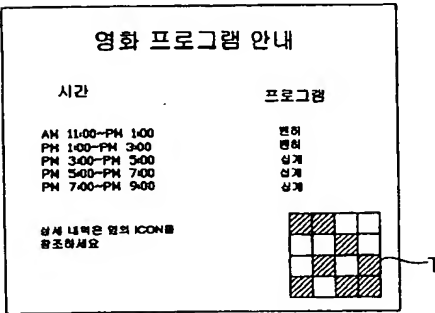 영화 프로그램 안내
시간 프로그램
AM 11:00~PM 1:00 벤허
PM 1:00~PM 3:00 벤허
PM 3:00~PM 5:00 십계
PM 5:00~PM 7:00 십계
PM 7:00~PM 9:00 십계
상세 내역은 옆의 ICON를
참조하세요
T